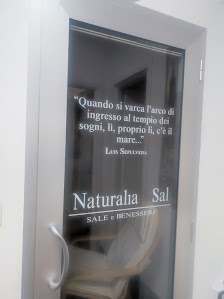 “Quando si varca l'arco di
ingresso al tempio dei
sogni, lì, proprio lì, c'è il
mare...”
Luis Sepulveda
Naturalia Sal
SALE e BENESSERE